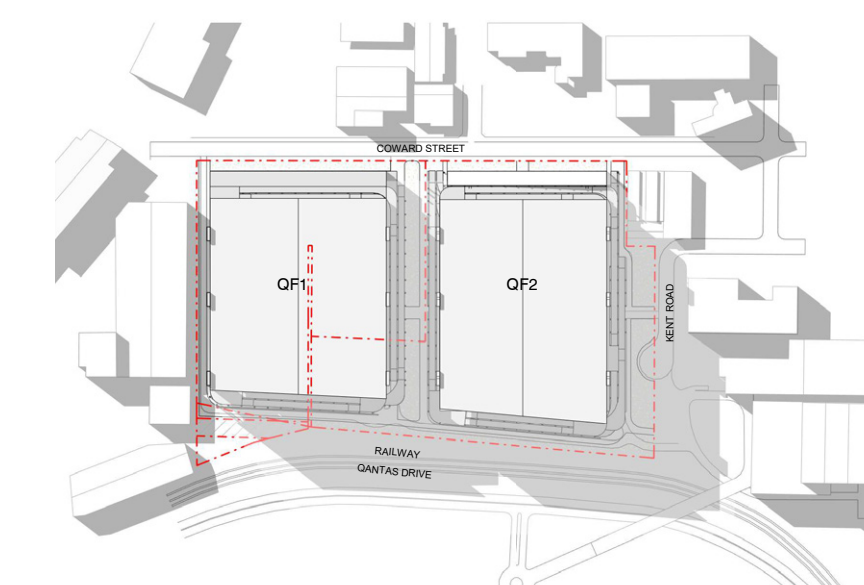 COWARD STREET
QF1
QF2
KENT ROAD
RAILWAY
QANTAS DRIVE